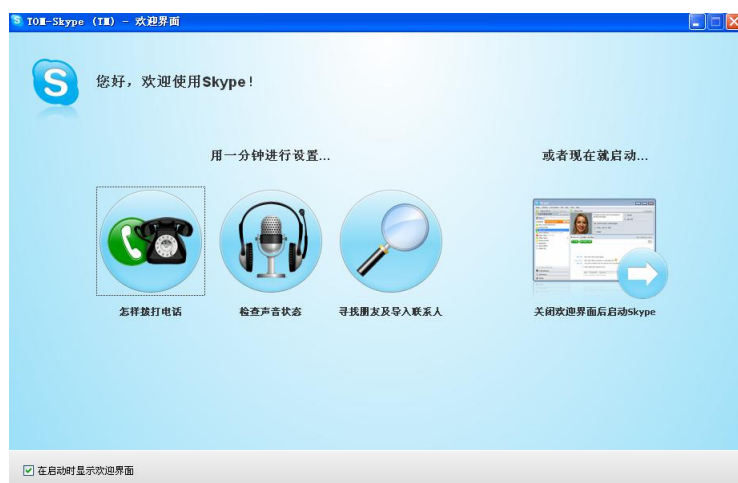 TOM-Skype (TM) - 欢迎界面
您好，欢迎使用Skype!
用一分钟进行设置...
或者现在就启动...
怎样拨打电话
检查声音状态
寻找朋友及导入联系人
关闭欢迎界面后启动Skype
在启动时显示欢迎界面